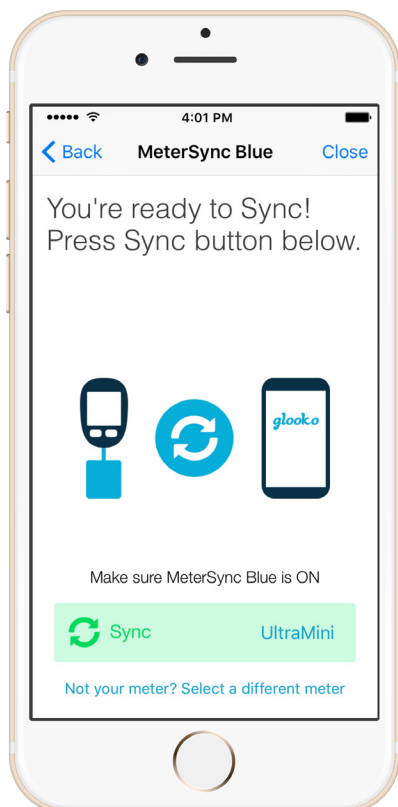 4:01 PM
Back MeterSync Blue Close
You're ready to Sync!
Press Sync button below.
glooko
Make sure MeterSync Blue is ON
Sync UltraMini
Not your meter? Select a different meter